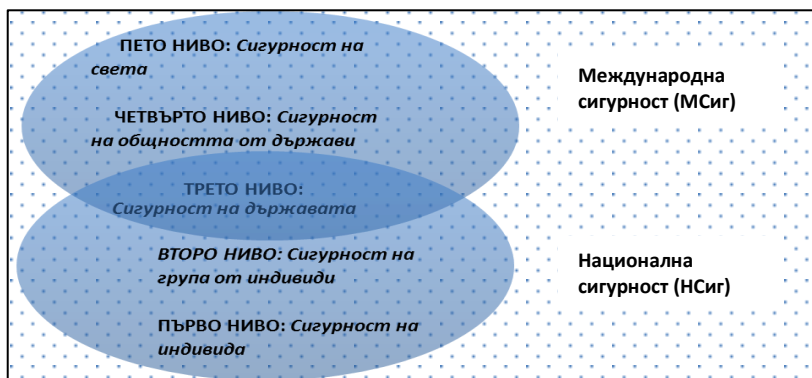 ПЕТО НИВО: Сигурност на
света
Международна
сигурност (МСиг)
ЧЕТВЪРТО НИВО: Сигурност
на общността от държави
ТРЕТО НИВО:
Сигурност на държавата
ВТОРО НИВО: Сигурност на
група от индивиди
Национална
сигурност (НСиг)
ПЪРВО НИВО: Сигурност на
индивида